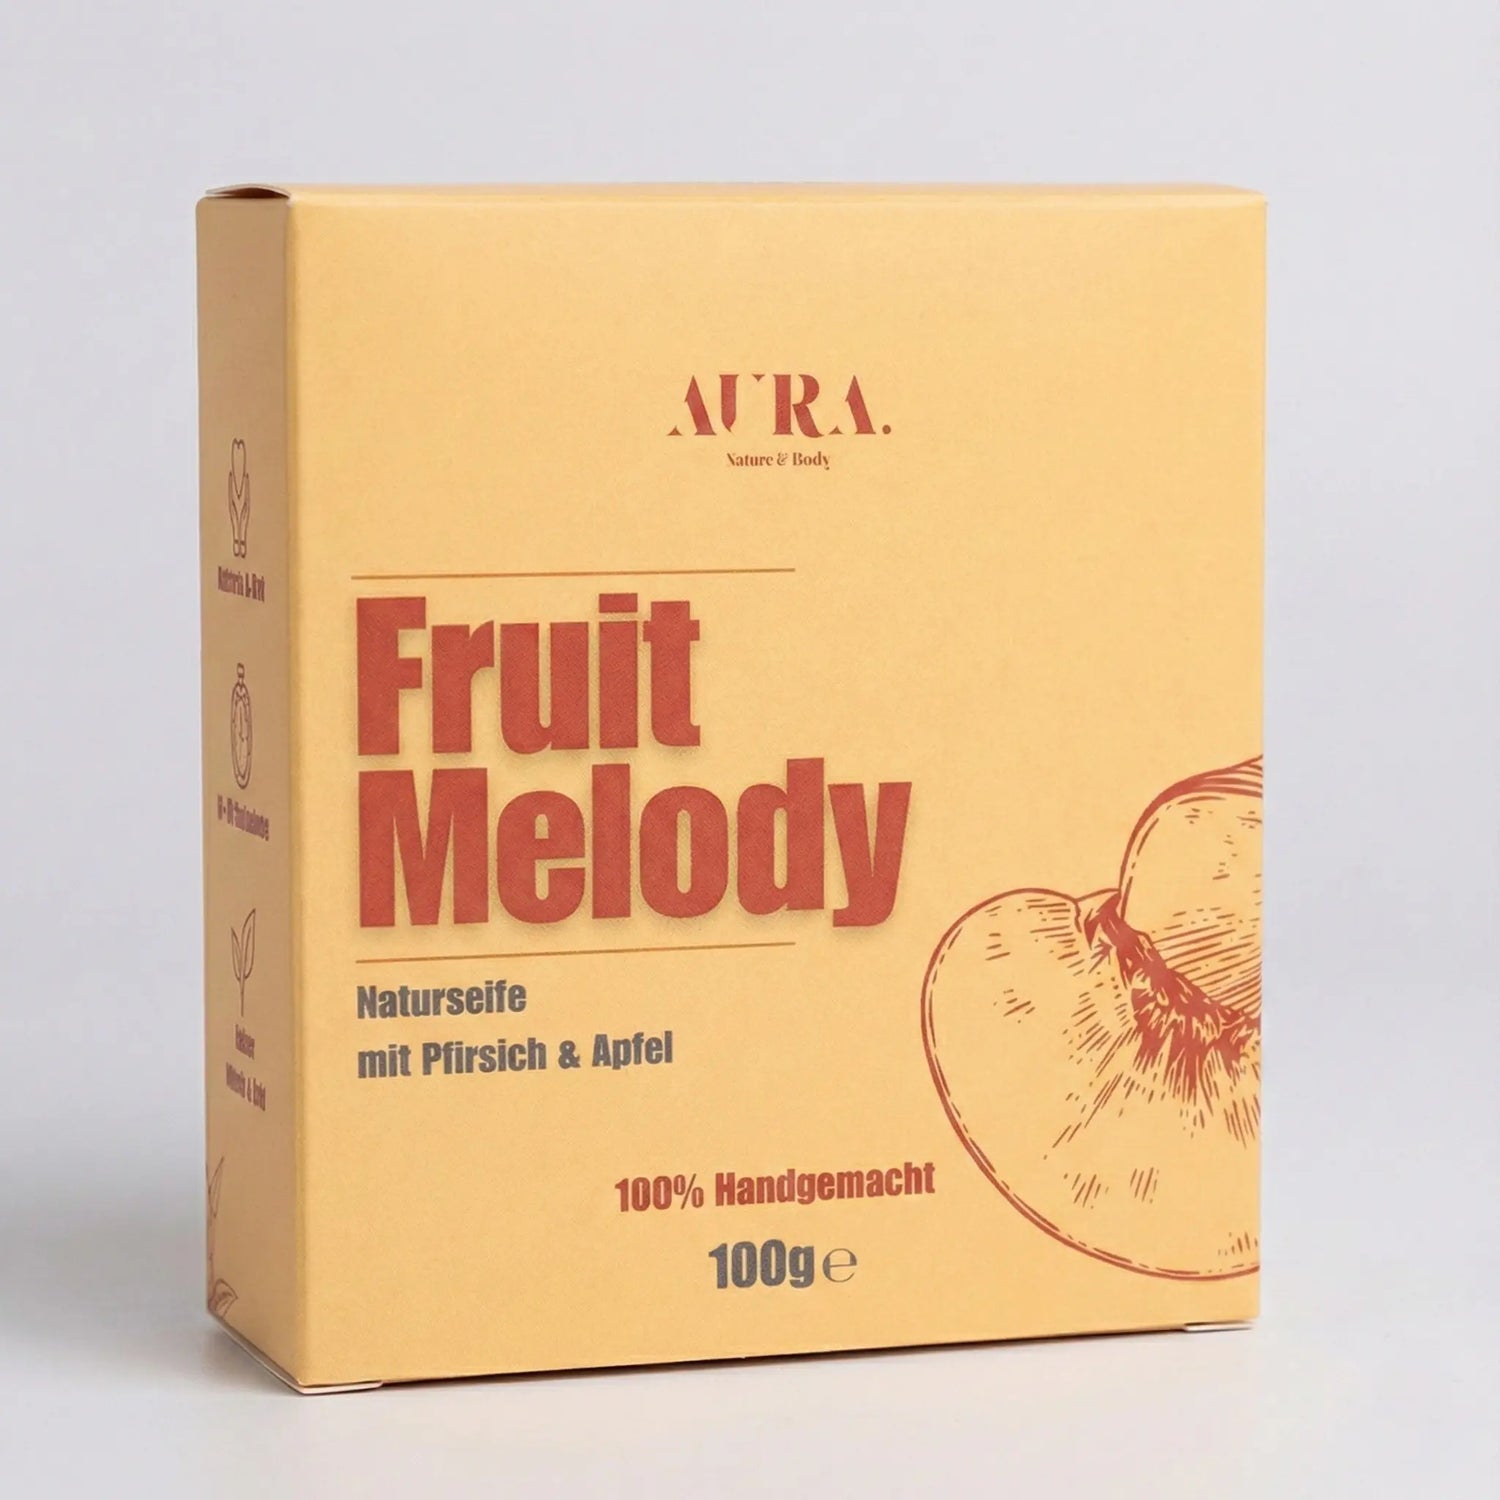 AURA.
Nature & Body
Fruit
Melody
Naturseife
mit Pfirsich & Apfel
100% Handgemacht
100g ℮